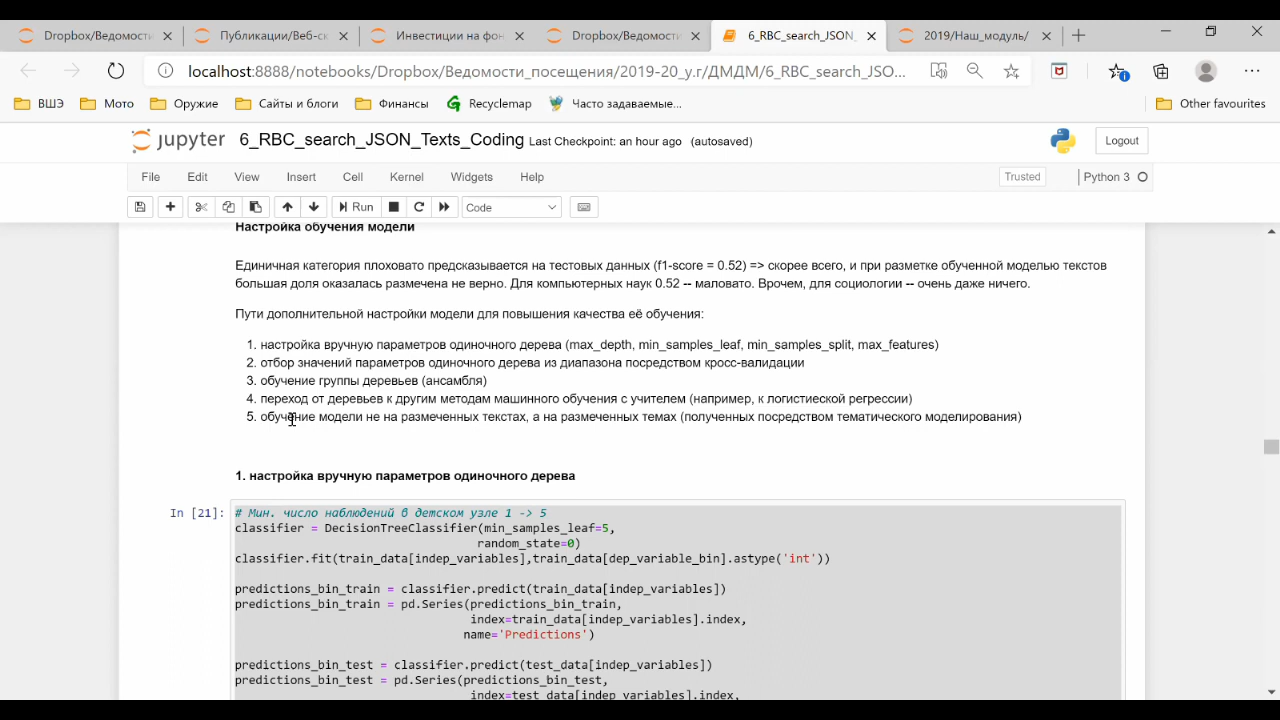 Dropbox/Ведомости
Публикации/Веб-ск
Инвестиции на фон
Dropbox/Ведомости
6_RBC_search_JSON_
2019/Наш_модуль/
localhost:8888/notebooks/Dropbox/Ведомости_посещения/2019-20_у.г/ДМДМ/6_RBC_search_JSO...
ВШЭ
Мото
Оружие
Сайты и блоги
Финансы
Recyclemap
Часто задаваемые...
Other favourites
jupyter 6_RBC_search_JSON_Texts_Coding Last Checkpoint: an hour ago (autosaved)
Logout
File Edit View Insert Cell Kernel Widgets Help
Trusted
Python 3
Run
Code
Настройка обучения модели
Единичная категория плоховато предсказывается на тестовых данных (f1-score = 0.52) => скорее всего, и при разметке обученной моделью текстов
большая доля оказалась размечена не верно. Для компьютерных наук 0.52 -- маловато. Врочем, для социологии -- очень даже ничего.
Пути дополнительной настройки модели для повышения качества её обучения:
1. настройка вручную параметров одиночного дерева (max_depth, min_samples_leaf, min_samples_split, max_features)
2. отбор значений параметров одиночного дерева из диапазона посредством кросс-валидации
3. обучение группы деревьев (ансамбля)
4. переход от деревьев к другим методам машинного обучения с учителем (например, к логистиеской регрессии)
5. обучение модели не на размеченных текстах, а на размеченных темах (полученных посредством тематического моделирования)
1. настройка вручную параметров одиночного дерева
In [21]:
# Мин. число наблюдений в детском узле 1 -> 5
classifier = DecisionTreeClassifier(min_samples_leaf=5,
random_state=0)
classifier.fit(train_data[indep_variables],train_data[dep_variable_bin].astype('int'))
predictions_bin_train = classifier.predict(train_data[indep_variables])
predictions_bin_train = pd.Series(predictions_bin_train,
index=train_data[indep_variables].index,
name='Predictions')
predictions_bin_test = classifier.predict(test_data[indep_variables])
predictions_bin_test = pd.Series(predictions_bin_test,
index=test_data[indep_variables].index,